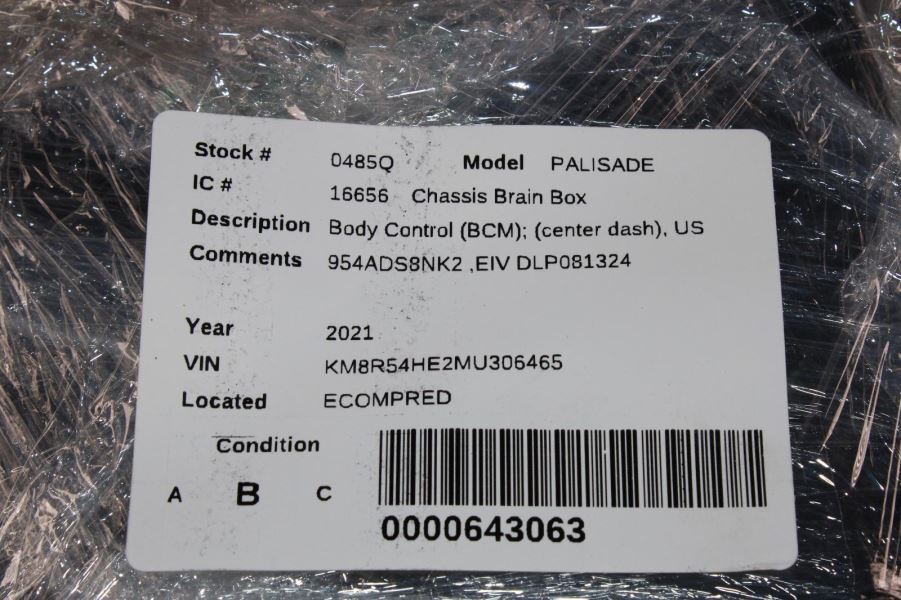 Stock # 0485Q Model PALISADE
IC # 16656 Chassis Brain Box
Description Body Control (BCM); (center dash), US
Comments 954ADS8NK2 ,EIV DLP081324
Year 2021
VIN KM8R54HE2MU306465
Located ECOMPRED
Condition
A B C
0000643063